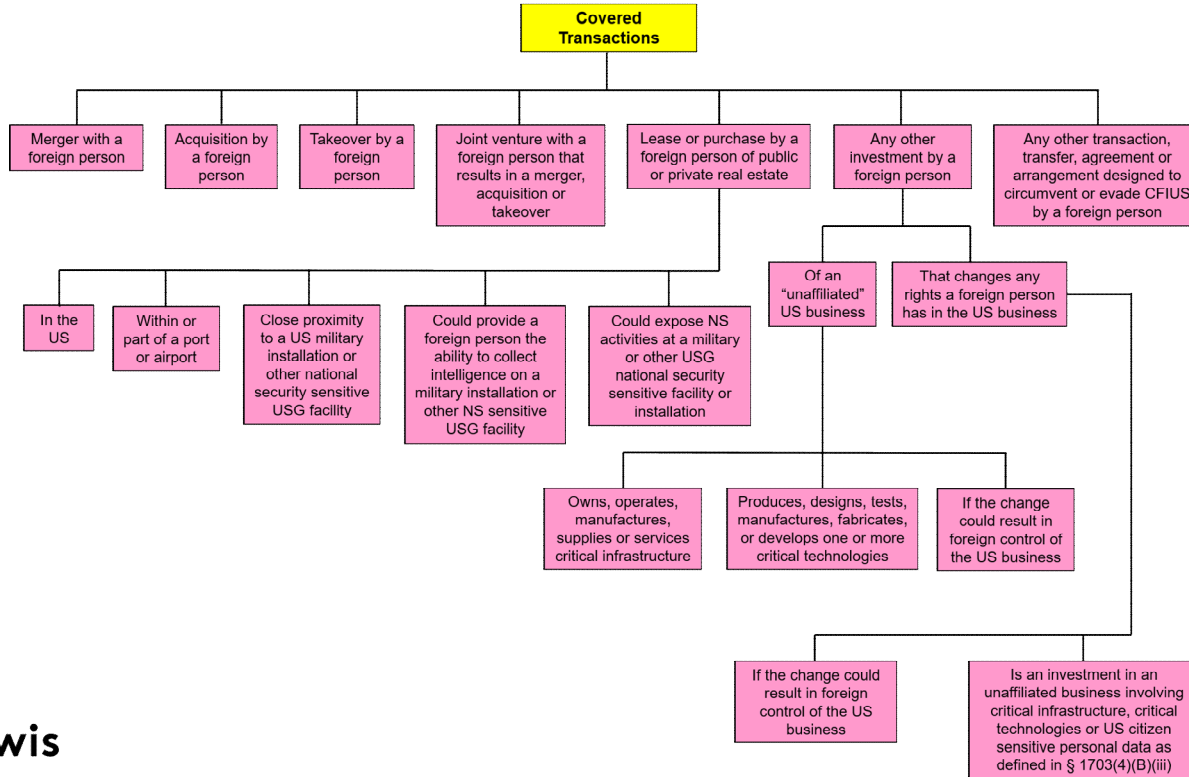 Covered
Transactions
Merger with a
foreign person
Acquisition by
a foreign
person
Takeover by a
foreign
person
Joint venture with a
foreign person that
results in a merger,
acquisition or
takeover
Lease or purchase by a
foreign person of public
or private real estate
Any other
investment by a
foreign person
Any other transaction,
transfer, agreement or
arrangement designed to
circumvent or evade CFIUS
by a foreign person
Of an
“unaffiliated”
US business
That changes any
rights a foreign person
has in the US business
In the
US
Within or
part of a port
or airport
Close proximity
to a US military
installation or
other national
security sensitive
USG facility
Could provide a
foreign person the
ability to collect
intelligence on a
military installation or
other NS sensitive
USG facility
Could expose NS
activities at a military
or other USG
national security
sensitive facility or
installation
Owns, operates,
manufactures,
supplies or services
critical infrastructure
Produces, designs, tests,
manufactures, fabricates,
or develops one or more
critical technologies
If the change
could result in
foreign control of
the US business
If the change could
result in foreign
control of the US
business
Is an investment in an
unaffiliated business involving
critical infrastructure, critical
technologies or US citizen
sensitive personal data as
defined in § 1703(4)(B)(iii)
wis